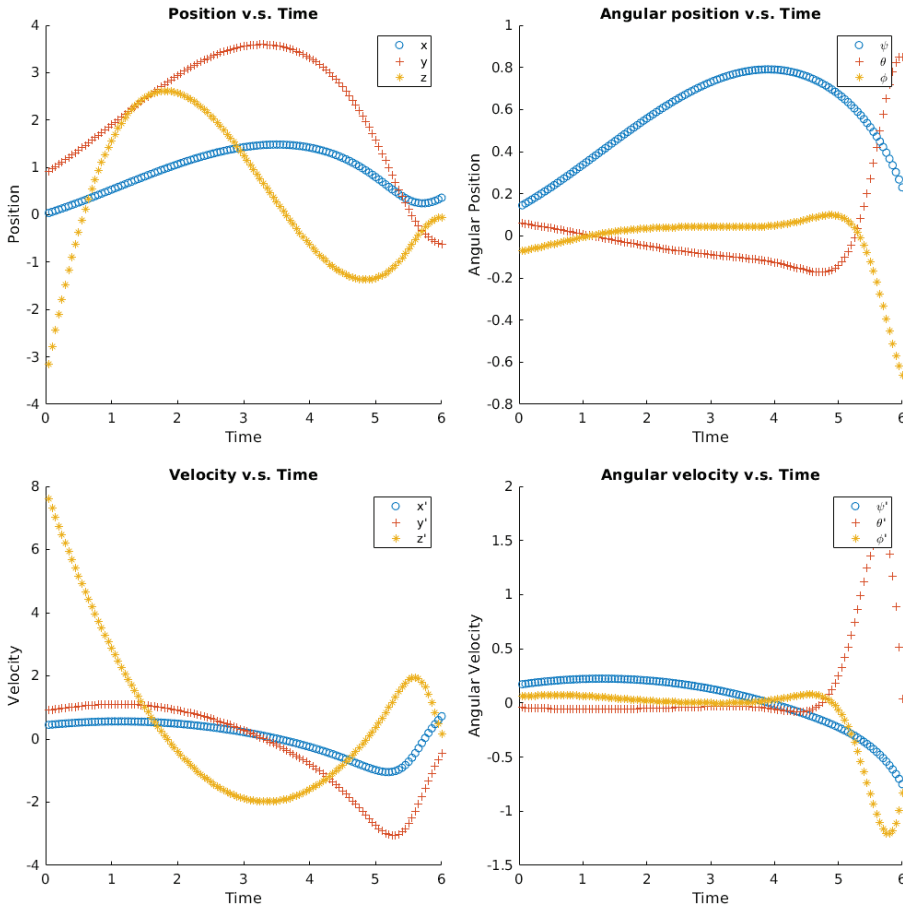 Position v.s. Time
4
3
2
1
0
-1
-2
-3
-4
Position
0 1 2 3 4 5 6
Time
x
y
z
Angular position v.s. TIme
1
0.8
0.6
0.4
0.2
0
-0.2
-0.4
-0.6
-0.8
Angular Position
0 1 2 3 4 5 6
TIme
ψ
θ
ϕ
Velocity v.s. Time
8
6
4
2
0
-2
-4
Velocity
0 1 2 3 4 5 6
Time
x'
y'
z'
Angular velocity v.s. Time
2
1.5
1
0.5
0
-0.5
-1
-1.5
Angular Velocity
0 1 2 3 4 5 6
Time
ψ'
θ'
ϕ'